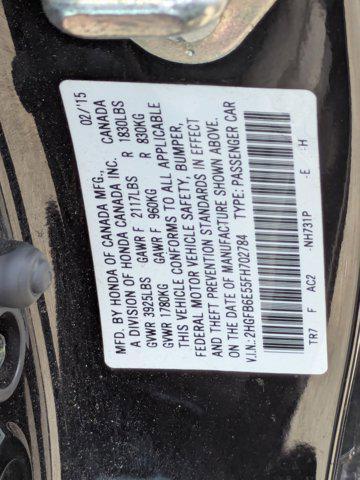 MFD. BY HONDA OF CANADA MFG., 02/'15
A DIVISION OF HONDA CANADA INC. CANADA
GVWR 3925LBS GAWR F 2117LBS R 1830LBS
GVWR 1780KG GAWR F 960KG R 830KG
THIS VEHICLE CONFORMS TO ALL APPLICABLE
FEDERAL MOTOR VEHICLE SAFETY, BUMPER,
AND THEFT PREVENTION STANDARDS IN EFFECT
ON THE DATE OF MANUFACTURE SHOWN ABOVE.
V.I.N.: 2HGFB6E55FH702784 TYPE: PASSENGER CAR
TR7 F AC2 -NH731P -E H